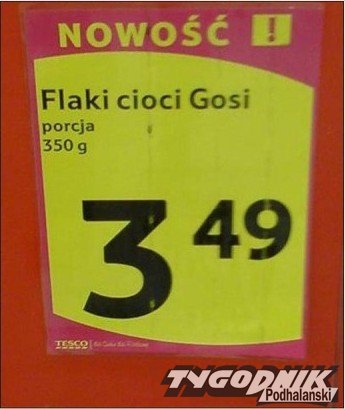 NOWOŚĆ !
Flaki cioci Gosi
porcja
350 g
3 49
TESCO
TYGODNIK
Podhalański